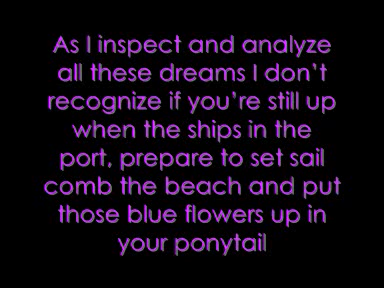 As I inspect and analyze
all these dreams I don't
recognize if you're still up
when the ships in the
port, prepare to set sail
comb the beach and put
those blue flowers up in
your ponytail